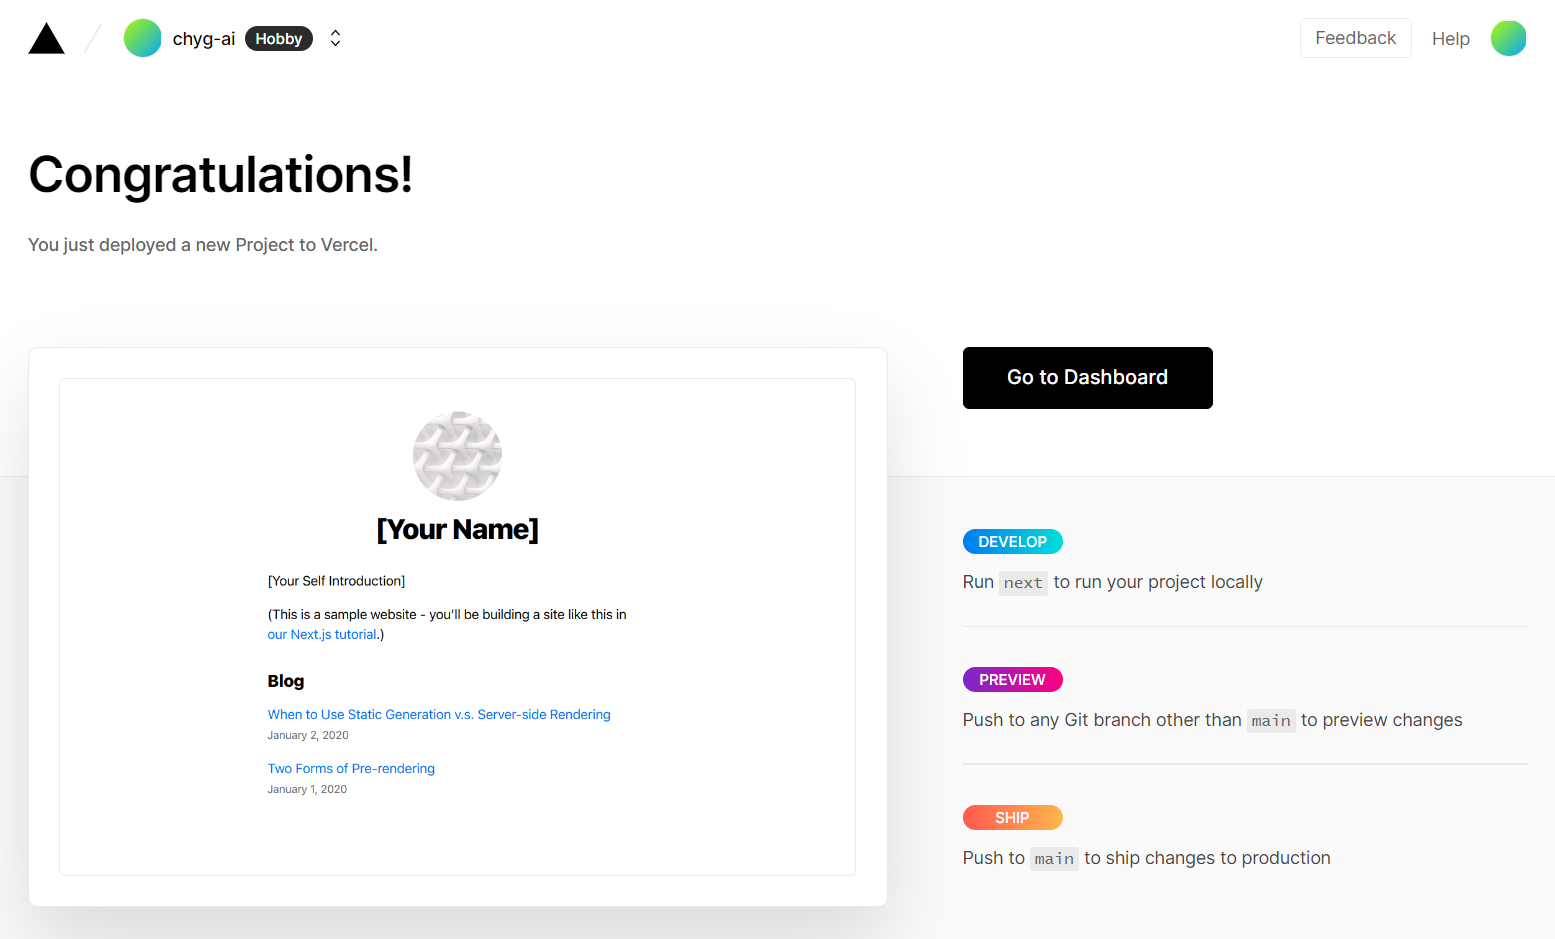 chyg-ai Hobby
Feedback Help
Congratulations!
You just deployed a new Project to Vercel.
[Your Name]
[Your Self Introduction]
(This is a sample website - you’ll be building a site like this in
our Next.js tutorial.)
Blog
When to Use Static Generation v.s. Server-side Rendering
January 2, 2020
Two Forms of Pre-rendering
January 1, 2020
Go to Dashboard
DEVELOP
Run next to run your project locally
PREVIEW
Push to any Git branch other than main to preview changes
SHIP
Push to main to ship changes to production